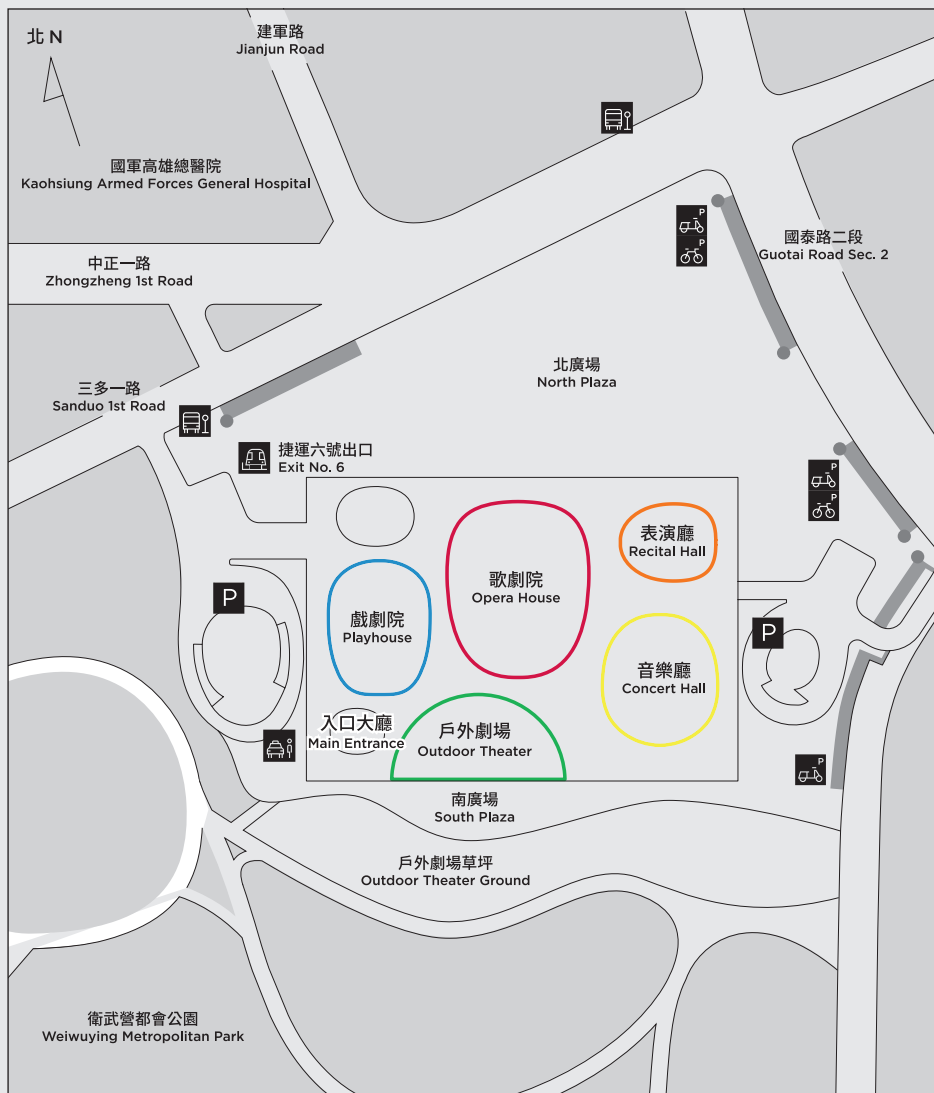 北 N
建軍路
Jianjun Road
國軍高雄總醫院
Kaohsiung Armed Forces General Hospital
P
P
國泰路二段
Guotai Road Sec. 2
中正一路
Zhongzheng 1st Road
北廣場
North Plaza
三多一路
Sanduo 1st Road
捷運六號出口
Exit No. 6
P
P
表演廳
Recital Hall
歌劇院
Opera House
戲劇院
Playhouse
P
P
音樂廳
Concert Hall
入口大廳
Main Entrance
戶外劇場
Outdoor Theater
P
南廣場
South Plaza
戶外劇場草坪
Outdoor Theater Ground
衛武營都會公園
Weiwuying Metropolitan Park